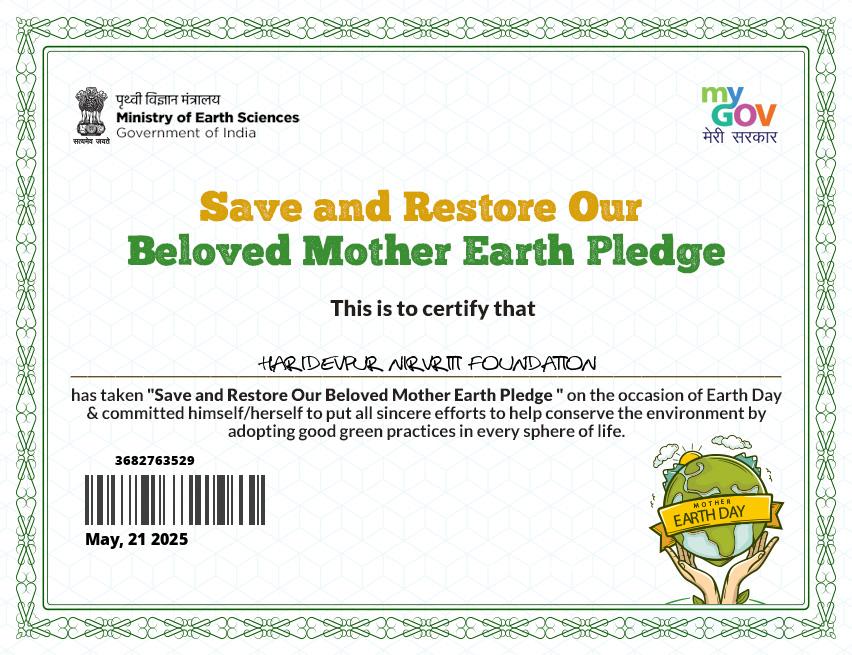 पृथ्वी विज्ञान मंत्रालय
Ministry of Earth Sciences
Government of India
सत्यमेव जयते
my
GOV
मेरी सरकार
Save and Restore Our
Beloved Mother Earth Pledge
This is to certify that
HARIDEVPUR NIRVRITI FOUNDATION
has taken "Save and Restore Our Beloved Mother Earth Pledge " on the occasion of Earth Day
& committed himself/herself to put all sincere efforts to help conserve the environment by
adopting good green practices in every sphere of life.
3682763529
May, 21 2025
MOTHER
EARTH DAY